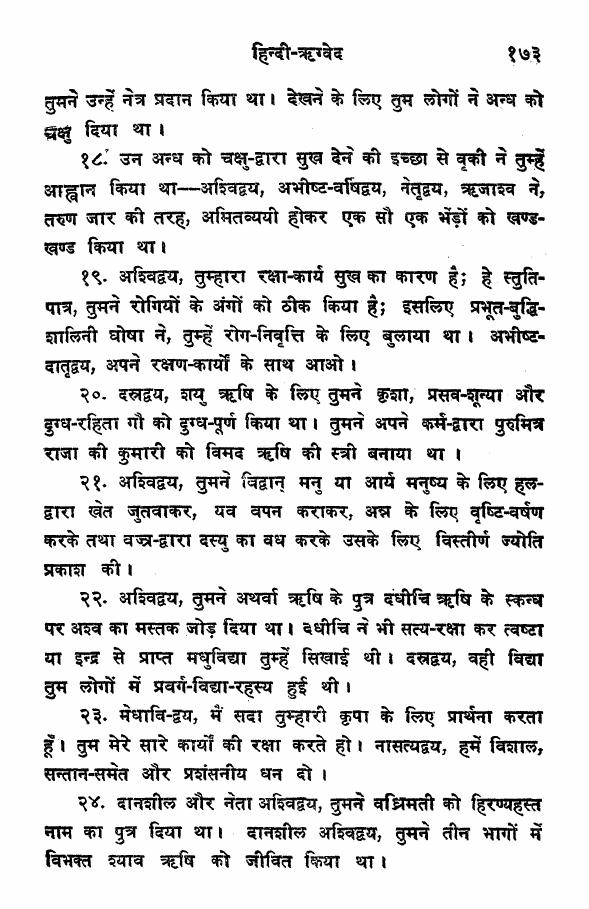 हिन्दी-ऋग्वेद १७३
तुमने उन्हें नेत्र प्रदान किया था। देखने के लिए तुम लोगों ने अन्ध को
चक्षु दिया था।
१८. उन अन्ध को चक्षु-द्वारा सुख देने की इच्छा से वृकी ने तुम्हें
आह्वान किया था—अश्विद्वय, अभीष्ट-वर्षिद्वय, नेतृद्वय, ऋजाश्व ने,
तरुण जार की तरह, अमितव्ययी होकर एक सौ एक भेंड़ों को खण्ड-
खण्ड किया था।
१९. अश्विद्वय, तुम्हारा रक्षा-कार्य सुख का कारण है; हे स्तुति-
पात्र, तुमने रोगियों के अंगों को ठीक किया है; इसलिए प्रभूत-बुद्धि-
शालिनी घोषा ने, तुम्हें रोग-निवृत्ति के लिए बुलाया था। अभीष्ट-
दातृद्वय, अपने रक्षण-कार्यों के साथ आओ।
२०. दस्रद्वय, शयु ऋषि के लिए तुमने कृशा, प्रसव-शून्या और
दुग्ध-रहिता गौ को दुग्ध-पूर्ण किया था। तुमने अपने कर्म-द्वारा पुरुमित्र
राजा की कुमारी को विमद ऋषि की स्त्री बनाया था।
२१. अश्विद्वय, तुमने विद्वान् मनु या आर्य मनुष्य के लिए हल-
द्वारा खेत जुतवाकर, यव वपन कराकर, अन्न के लिए वृष्टि-वर्षण
करके तथा वज्र-द्वारा दस्यु का वध करके उसके लिए विस्तीर्ण ज्योति
प्रकाश की।
२२. अश्विद्वय, तुमने अथर्वा ऋषि के पुत्र दधीचि ऋषि के स्कन्ध
पर अश्व का मस्तक जोड़ दिया था। दधीचि ने भी सत्य-रक्षा कर त्वष्टा
या इन्द्र से प्राप्त मधुविद्या तुम्हें सिखाई थी। दस्रद्वय, वही विद्या
तुम लोगों में प्रवर्ग-विद्या-रहस्य हुई थी।
२३. मेधावि-द्वय, मैं सदा तुम्हारी कृपा के लिए प्रार्थना करता
हूँ। तुम मेरे सारे कार्यों की रक्षा करते हो। नासत्यद्वय, हमें विशाल,
सन्तान-समेत और प्रशंसनीय धन दो।
२४. दानशील और नेता अश्विद्वय, तुमने वध्रिमती को हिरण्यहस्त
नाम का पुत्र दिया था। दानशील अश्विद्वय, तुमने तीन भागों में
विभक्त श्याव ऋषि को जीवित किया था।